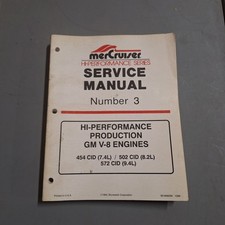 merCruiser
HI-PERFORMANCE SERIES
SERVICE
MANUAL
Number 3
HI-PERFORMANCE
PRODUCTION
GM V-8 ENGINES
454 CID (7.4L) / 502 CID (8.2L)
572 CID (9.4L)